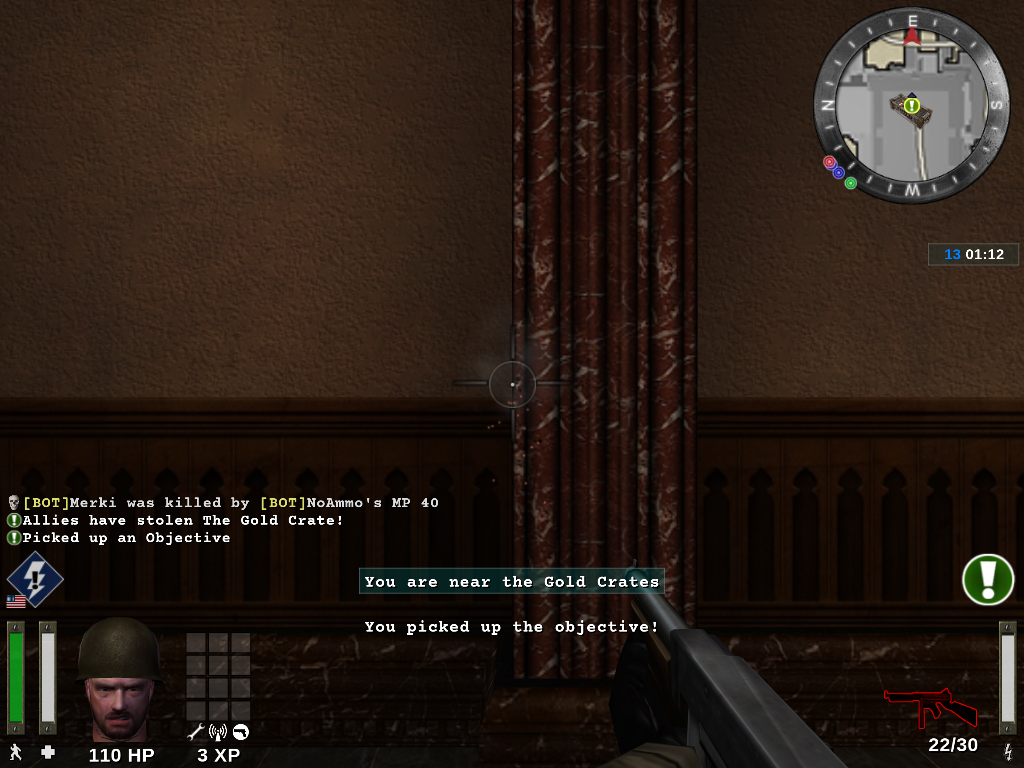 E
N
S
W
13 01:12
[BOT]Merki was killed by [BOT]NoAmmo's MP 40
Allies have stolen The Gold Crate!
Picked up an Objective
You are near the Gold Crates
You picked up the objective!
110 HP
3 XP
22/30